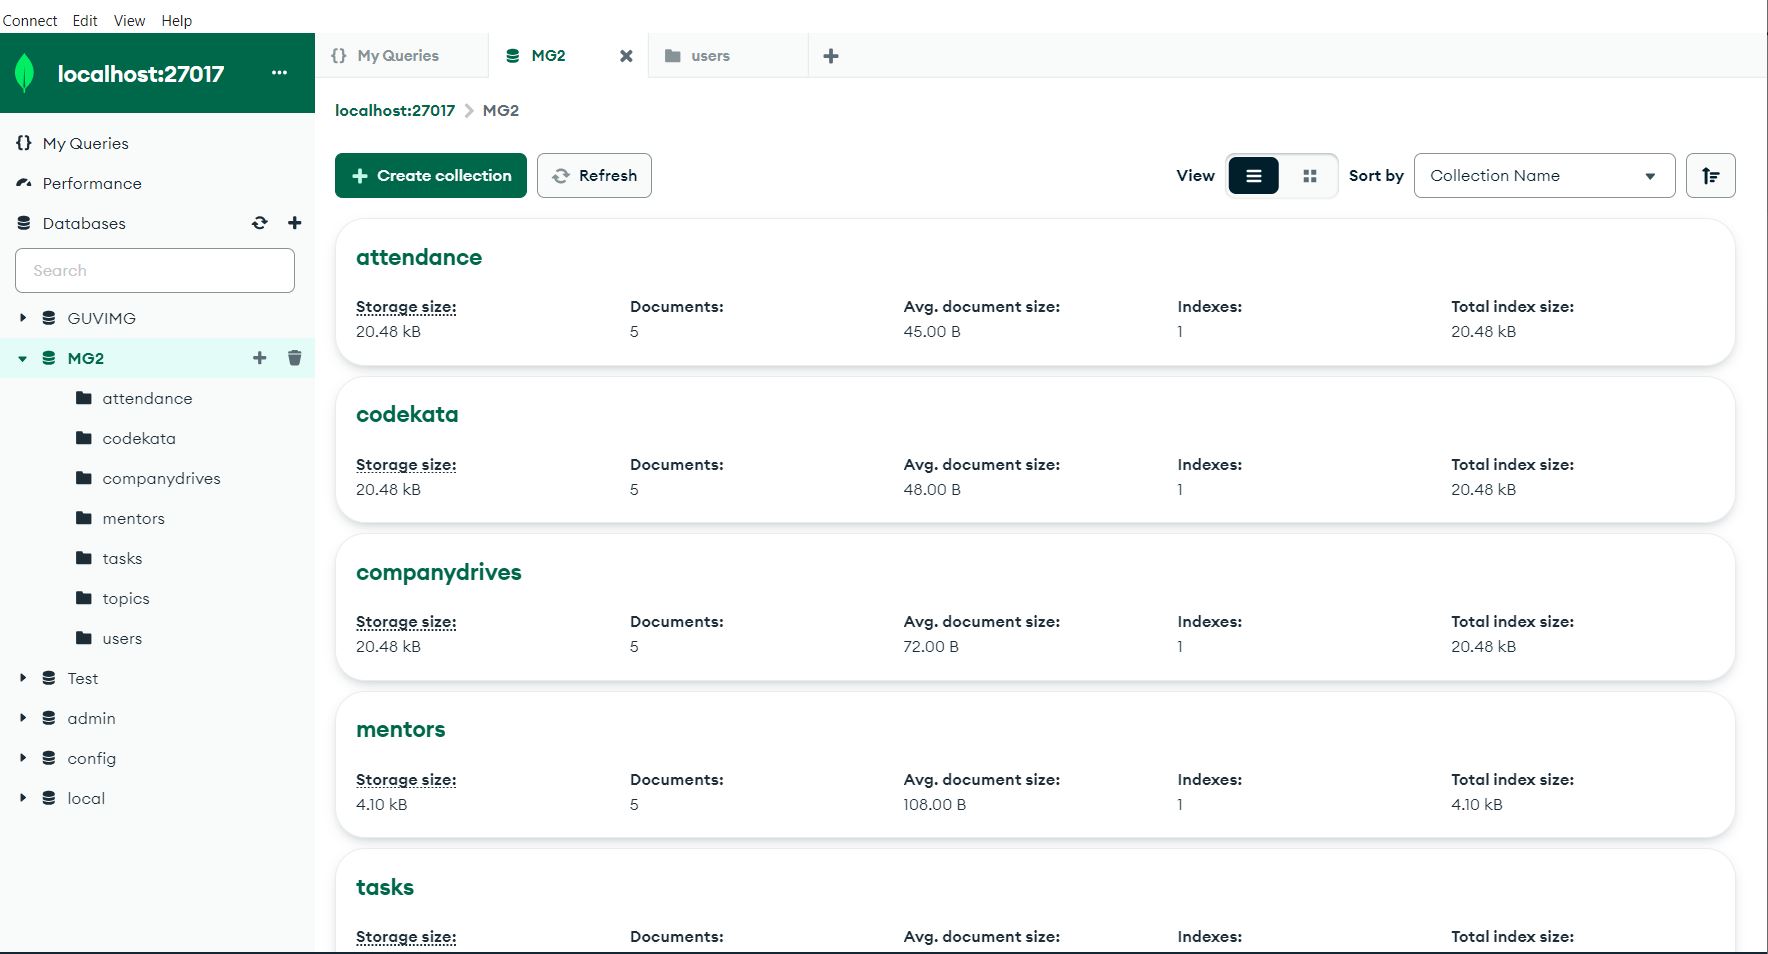 Connect Edit View Help
localhost:27017
My Queries
MG2
users
localhost:27017 > MG2
My Queries
Performance
Databases
Search
GUVIMG
MG2
attendance
codekata
companydrives
mentors
tasks
topics
users
Test
admin
config
local
Create collection
Refresh
View
Sort by
Collection Name
attendance
Storage size: Documents: Avg. document size: Indexes: Total index size:
20.48 kB 5 45.00 B 1 20.48 kB
codekata
Storage size: Documents: Avg. document size: Indexes: Total index size:
20.48 kB 5 48.00 B 1 20.48 kB
companydrives
Storage size: Documents: Avg. document size: Indexes: Total index size:
20.48 kB 5 72.00 B 1 20.48 kB
mentors
Storage size: Documents: Avg. document size: Indexes: Total index size:
4.10 kB 5 108.00 B 1 4.10 kB
tasks
Storage size: Documents: Avg. document size: Indexes: Total index size: